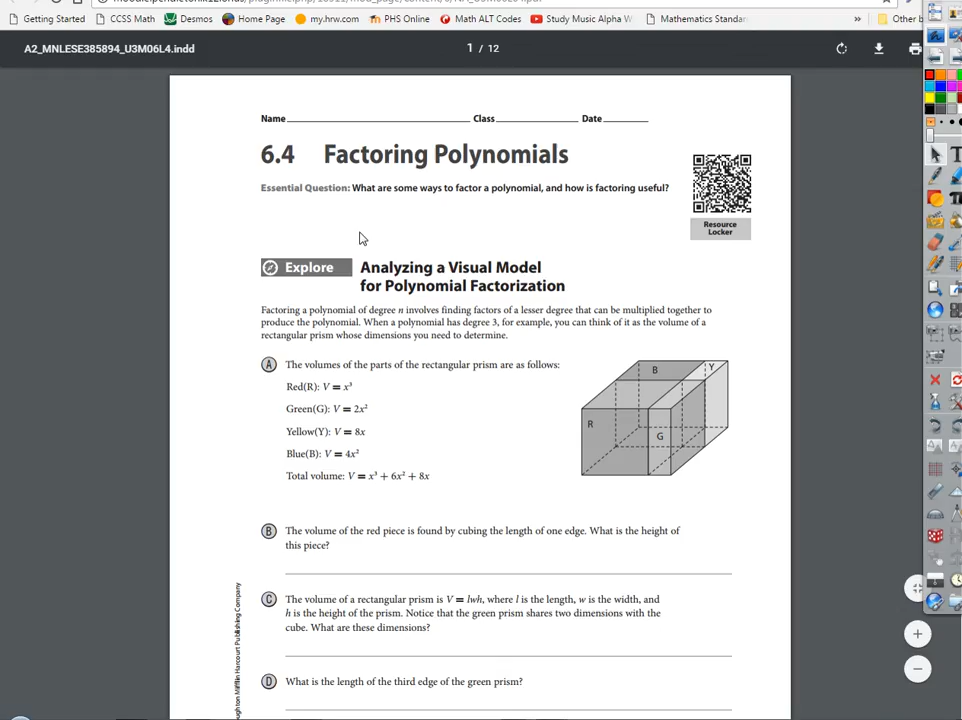 Getting Started CCSS Math Desmos Home Page my.hrw.com PHS Online Math ALT Codes Study Music Alpha W Mathematics Standar » Other b
A2_MNLESE385894_U3M06L4.indd 1 / 12
Name Class Date
6.4 Factoring Polynomials
Essential Question: What are some ways to factor a polynomial, and how is factoring useful?
Resource
Locker
Explore Analyzing a Visual Model
for Polynomial Factorization
Factoring a polynomial of degree n involves finding factors of a lesser degree that can be multiplied together to
produce the polynomial. When a polynomial has degree 3, for example, you can think of it as the volume of a
rectangular prism whose dimensions you need to determine.
A The volumes of the parts of the rectangular prism are as follows:
Red(R): V = x³
Green(G): V = 2x²
Yellow(Y): V = 8x
Blue(B): V = 4x²
Total volume: V = x³ + 6x² + 8x
B Y
R
G
B The volume of the red piece is found by cubing the length of one edge. What is the height of
this piece?
C The volume of a rectangular prism is V = lwh, where l is the length, w is the width, and
h is the height of the prism. Notice that the green prism shares two dimensions with the
cube. What are these dimensions?
D What is the length of the third edge of the green prism?
ughton Mifflin Harcourt Publishing Company